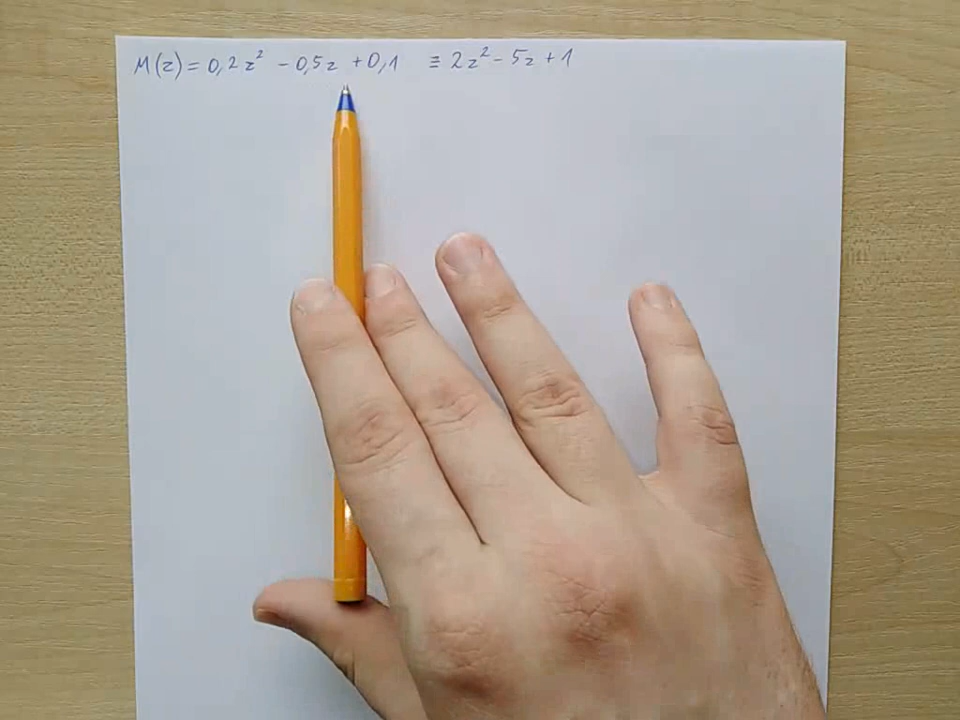 M(z) = 0,2z² - 0,5z + 0,1 ≡ 2z² - 5z + 1